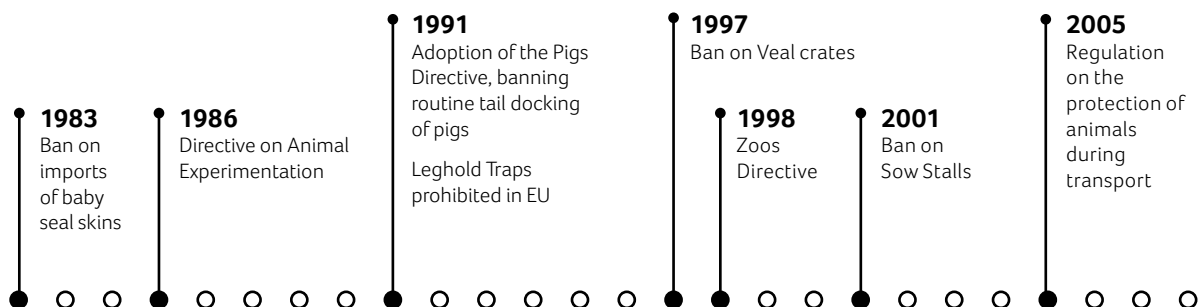 1983
Ban on
imports
of baby
seal skins
1986
Directive on Animal
Experimentation
1991
Adoption of the Pigs
Directive, banning
routine tail docking
of pigs
Leghold Traps
prohibited in EU
1997
Ban on Veal crates
1998
Zoos
Directive
2001
Ban on
Sow Stalls
2005
Regulation
on the
protection of
animals
during
transport